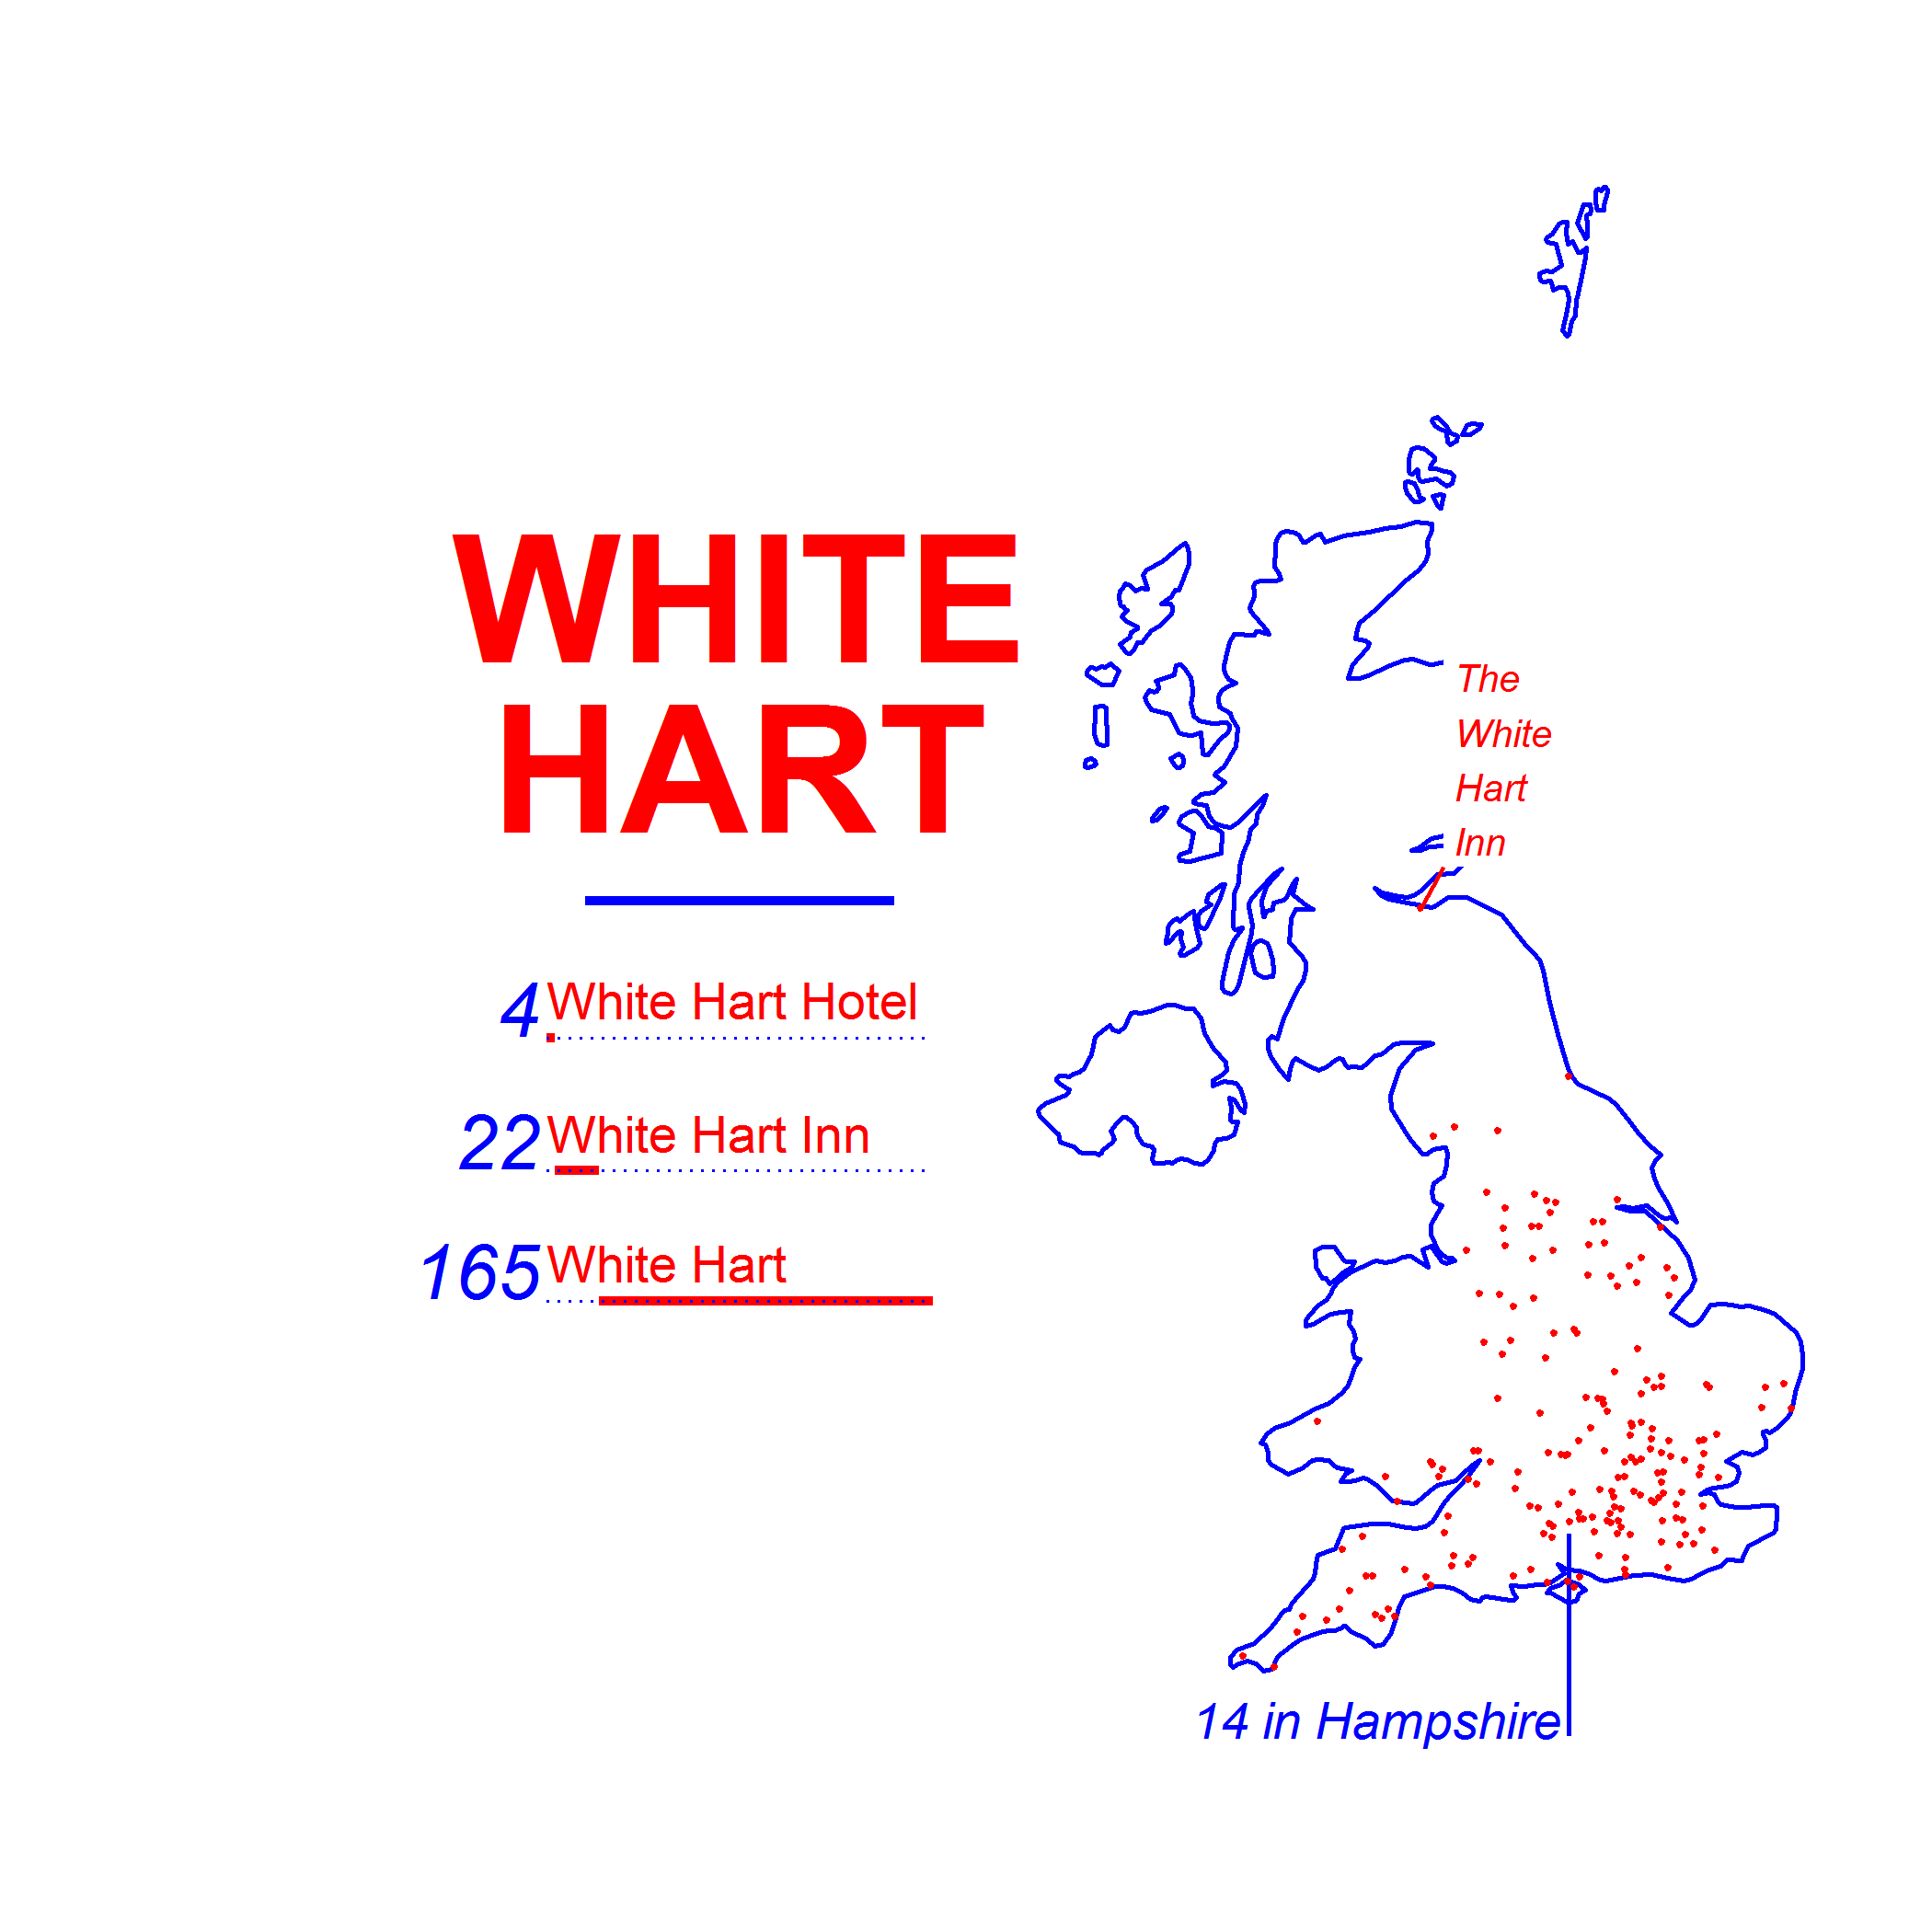 WHITE
HART
4 White Hart Hotel
22 White Hart Inn
165 White Hart
The
White
Hart
Inn
14 in Hampshire